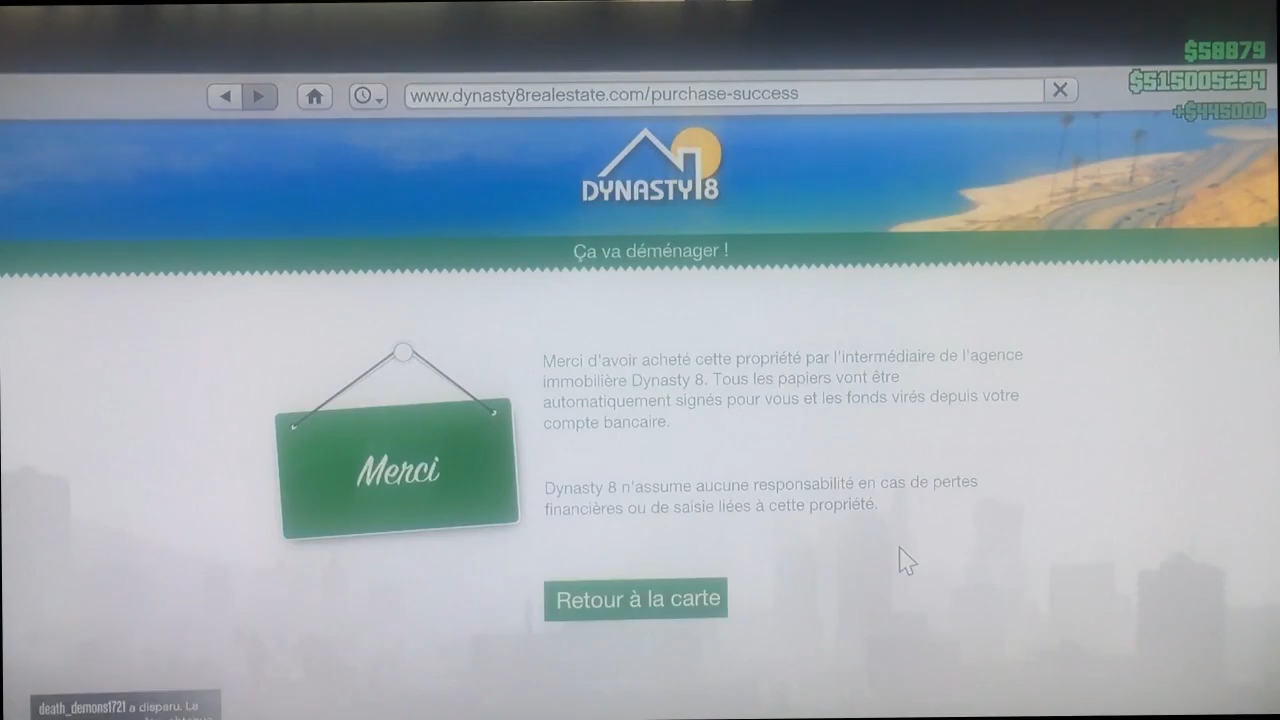 $58879
www.dynasty8realestate.com/purchase-success
$515005234
+$445000
DYNASTY 8
Ça va déménager !
Merci d'avoir acheté cette propriété par l'intermédiaire de l'agence
immobilière Dynasty 8. Tous les papiers vont être
automatiquement signés pour vous et les fonds virés depuis votre
compte bancaire.
Merci
Dynasty 8 n'assume aucune responsabilité en cas de pertes
financières ou de saisie liées à cette propriété.
Retour à la carte
death_demons1721 a disparu. La